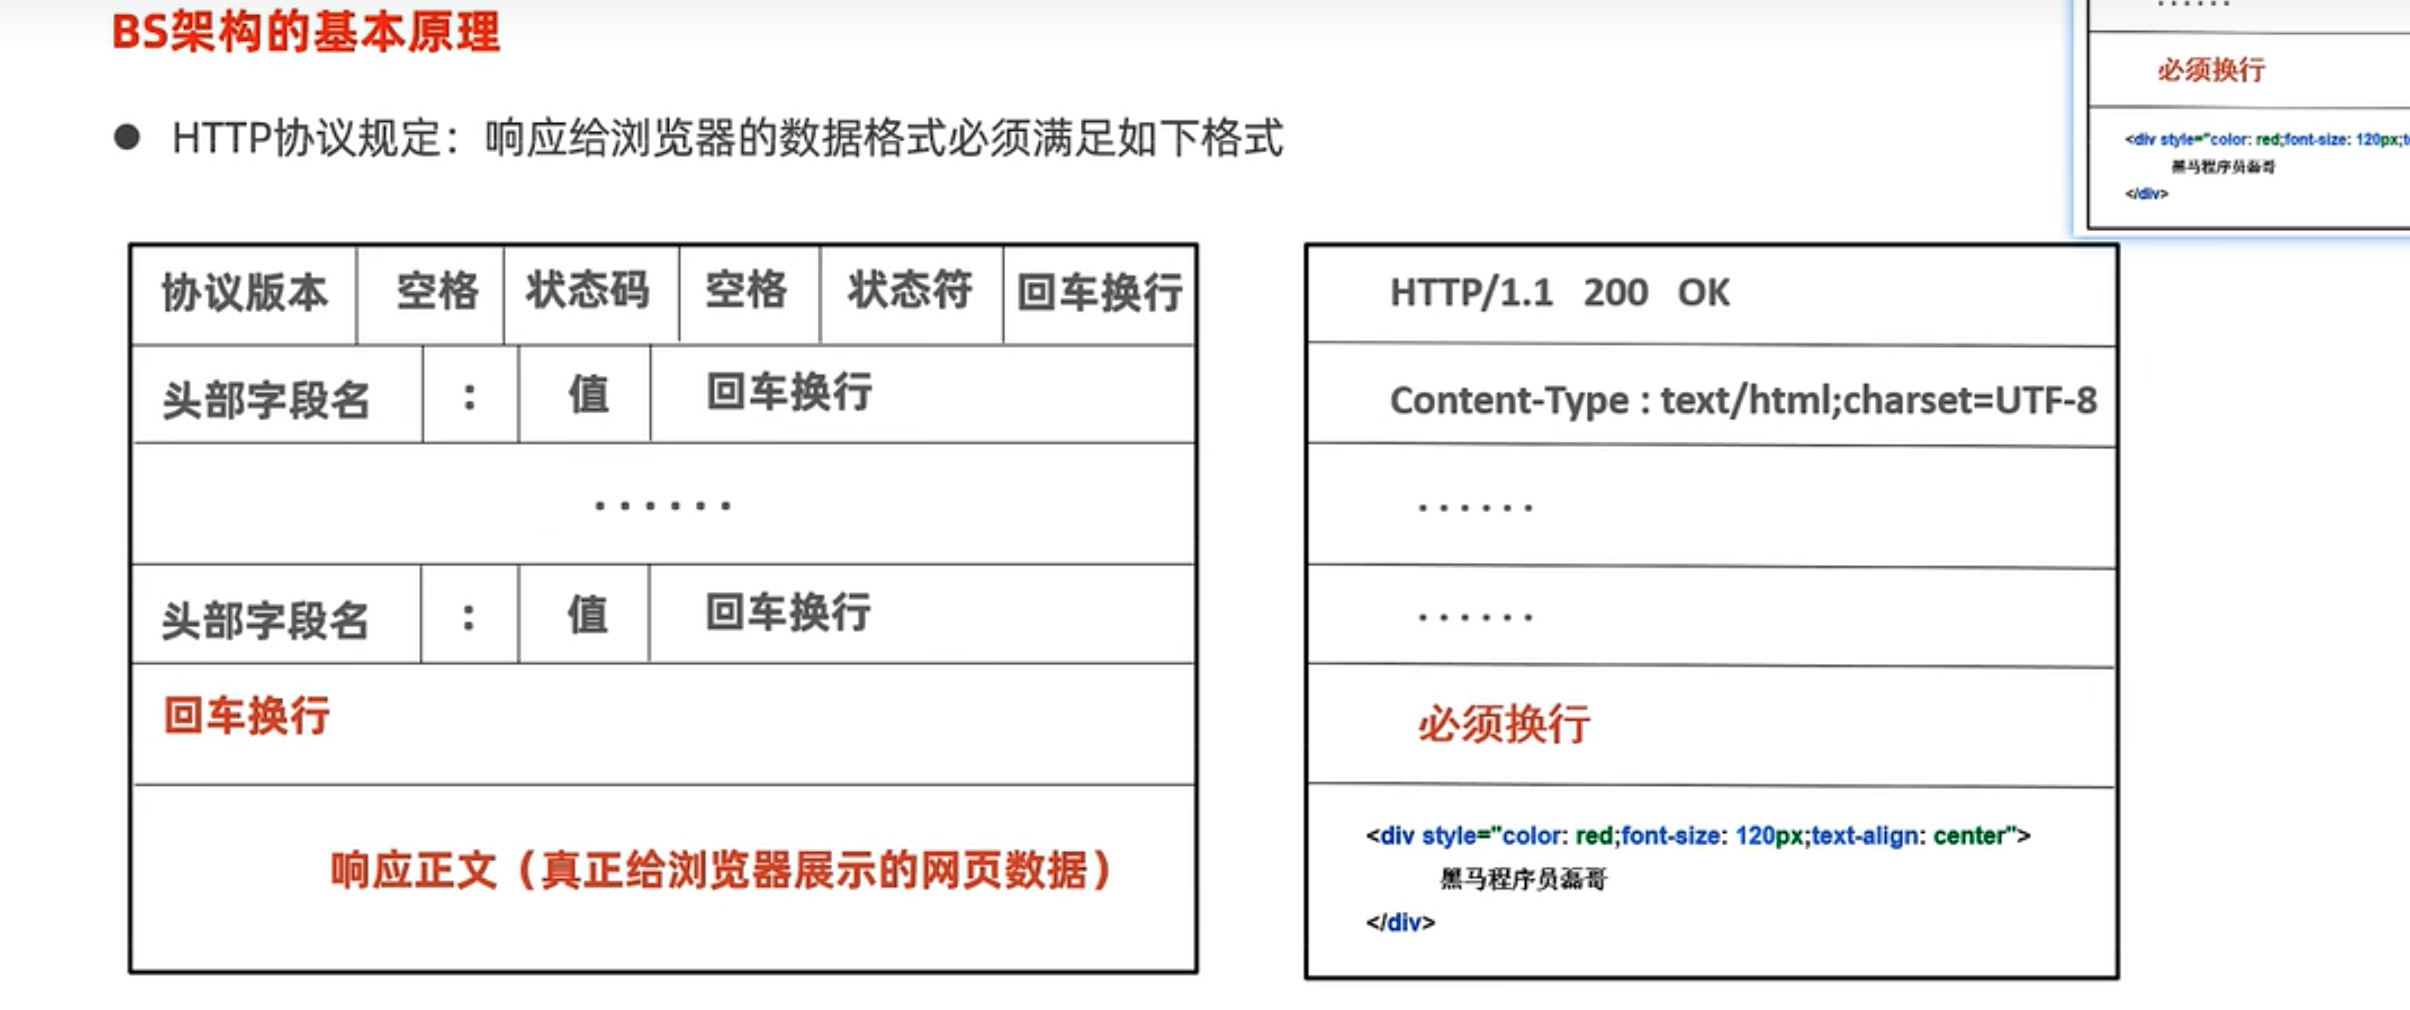 BS架构的基本原理
● HTTP协议规定：响应给浏览器的数据格式必须满足如下格式
协议版本 空格 状态码 空格 状态符 回车换行
头部字段名 : 值 回车换行
······
头部字段名 : 值 回车换行
回车换行
响应正文（真正给浏览器展示的网页数据）
HTTP/1.1 200 OK
Content-Type : text/html;charset=UTF-8
······
······
必须换行
<div style="color: red;font-size: 120px;text-align: center">
黑马程序员磊哥
</div>
······
必须换行
<div style="color: red;font-size: 120px;t
黑马程序员磊哥
</div>